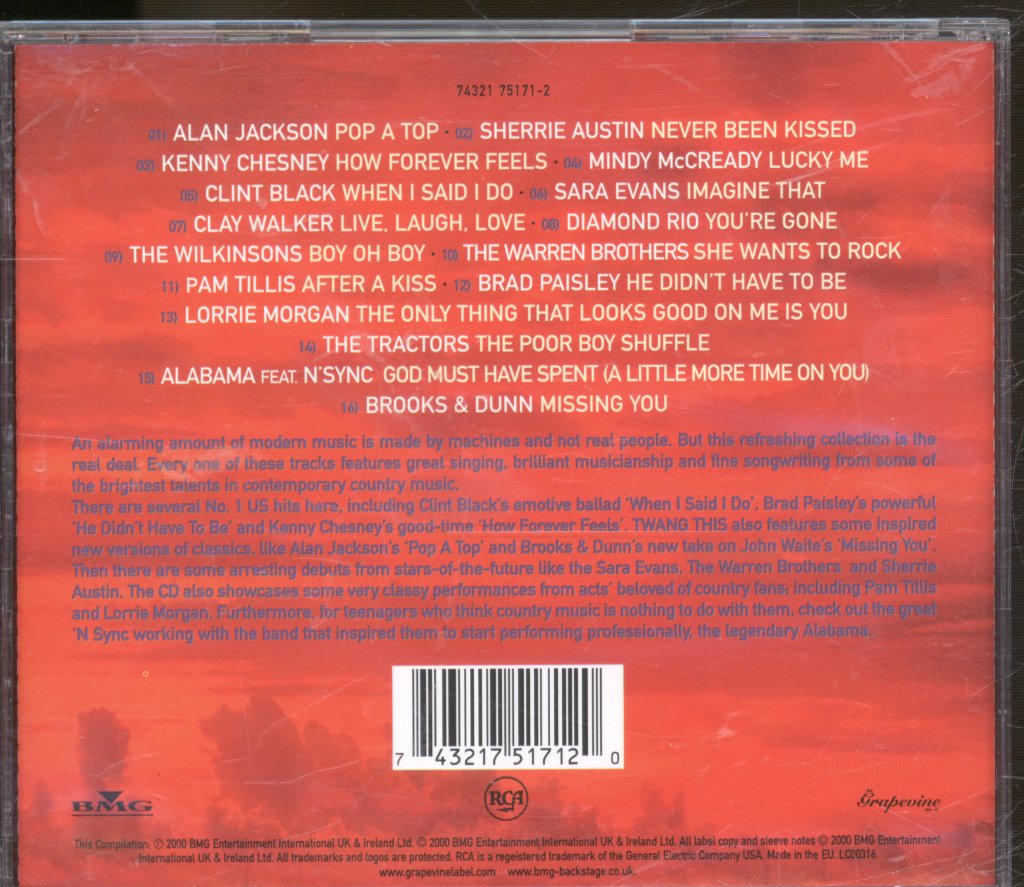 74321 75171-2
01) ALAN JACKSON POP A TOP · 02) SHERRIE AUSTIN NEVER BEEN KISSED
03) KENNY CHESNEY HOW FOREVER FEELS · 04) MINDY McCREADY LUCKY ME
05) CLINT BLACK WHEN I SAID I DO · 06) SARA EVANS IMAGINE THAT
07) CLAY WALKER LIVE, LAUGH, LOVE · 08) DIAMOND RIO YOU'RE GONE
09) THE WILKINSONS BOY OH BOY · 10) THE WARREN BROTHERS SHE WANTS TO ROCK
11) PAM TILLIS AFTER A KISS · 12) BRAD PAISLEY HE DIDN'T HAVE TO BE
13) LORRIE MORGAN THE ONLY THING THAT LOOKS GOOD ON ME IS YOU
14) THE TRACTORS THE POOR BOY SHUFFLE
15) ALABAMA FEAT. N'SYNC GOD MUST HAVE SPENT (A LITTLE MORE TIME ON YOU)
16) BROOKS & DUNN MISSING YOU
An alarming amount of modern music is made by machines and not real people. But this refreshing collection is the
real deal. Every one of these tracks features great singing, brilliant musicianship and fine songwriting from some of
the brightest talents in contemporary country music.
There are several No. 1 US hits here, including Clint Black's emotive ballad 'When I Said I Do', Brad Paisley's powerful
'He Didn't Have To Be' and Kenny Chesney's good-time 'How Forever Feels'. TWANG THIS also features some inspired
new versions of classics, like Alan Jackson's 'Pop A Top' and Brooks & Dunn's new take on John Waite's 'Missing You'.
Then there are some arresting debuts from stars-of-the-future like the Sara Evans, The Warren Brothers and Sherrie
Austin. The CD also showcases some very classy performances from acts' beloved of country fans; including Pam Tillis
and Lorrie Morgan. Furthermore, for teenagers who think country music is nothing to do with them, check out the great
'N Sync working with the band that inspired them to start performing professionally, the legendary Alabama.
7 43217 51712 0
BMG
RCA
Grapevine
This Compilation: ℗ 2000 BMG Entertainment International UK & Ireland Ltd. © 2000 BMG Entertainment International UK & Ireland Ltd. All label copy and sleeve notes © 2000 BMG Entertainment
International UK & Ireland Ltd. All trademarks and logos are protected. RCA is a registered trademark of the General Electric Company USA. Made in the EU. LC00316
www.grapevinelabel.com www.bmg-backstage.co.uk